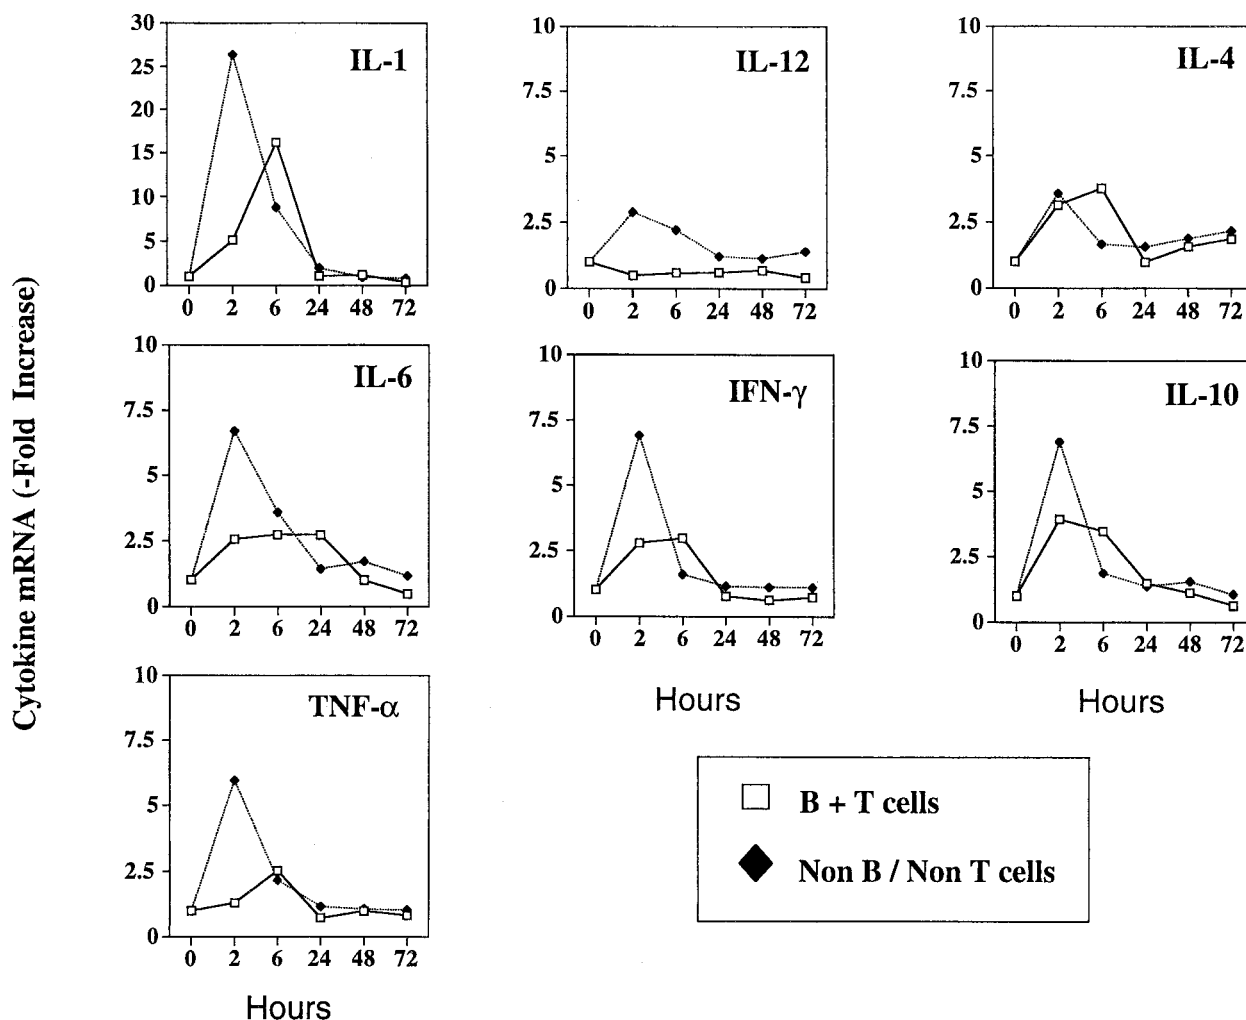 Cytokine mRNA (-Fold Increase)
IL-1
30
25
20
15
10
5
0
0 2 6 24 48 72
IL-12
10
7.5
5
2.5
0
0 2 6 24 48 72
IL-4
10
7.5
5
2.5
0
0 2 6 24 48 72
IL-6
10
7.5
5
2.5
0
0 2 6 24 48 72
IFN-γ
10
7.5
5
2.5
0
0 2 6 24 48 72
Hours
IL-10
10
7.5
5
2.5
0
0 2 6 24 48 72
Hours
TNF-α
10
7.5
5
2.5
0
0 2 6 24 48 72
Hours
B + T cells
Non B / Non T cells